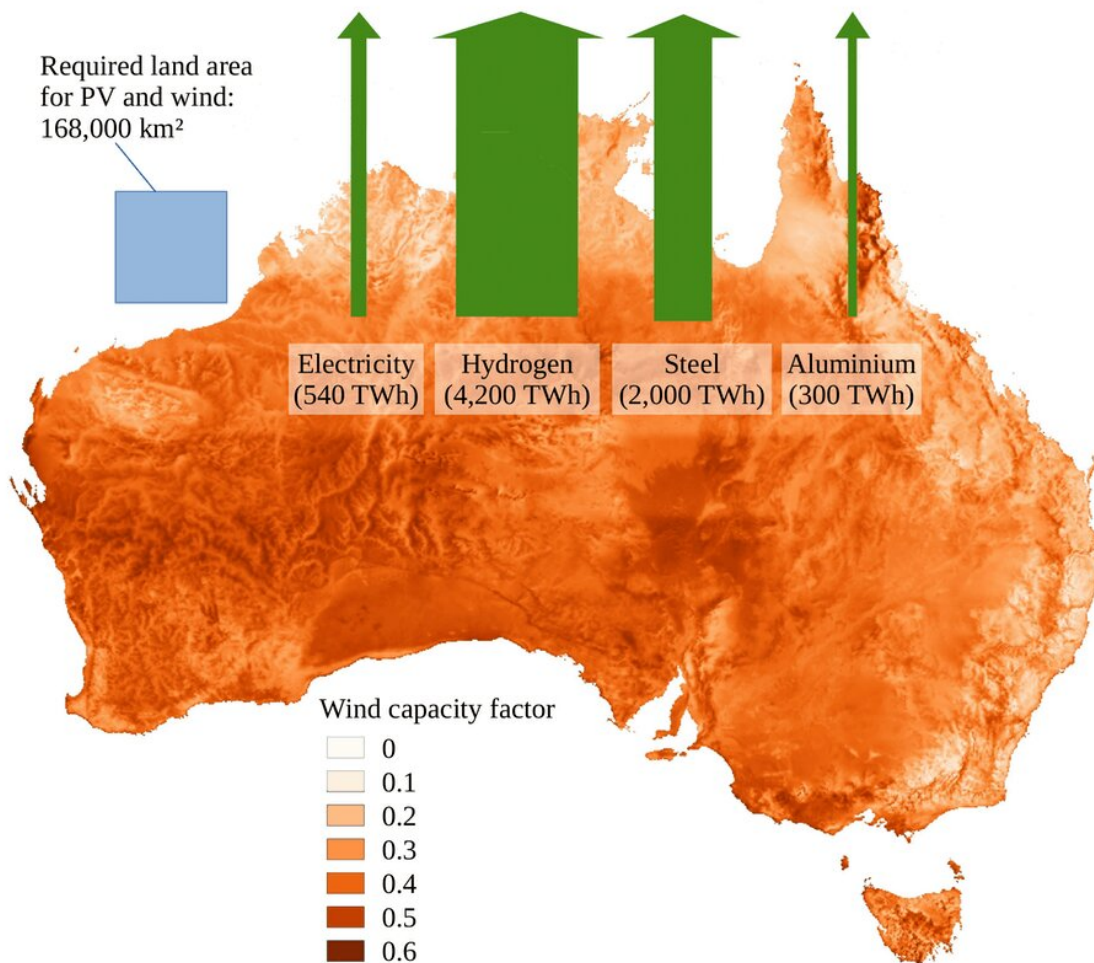 Required land area
for PV and wind:
168,000 km²
Electricity
(540 TWh)
Hydrogen
(4,200 TWh)
Steel
(2,000 TWh)
Aluminium
(300 TWh)
Wind capacity factor
0
0.1
0.2
0.3
0.4
0.5
0.6